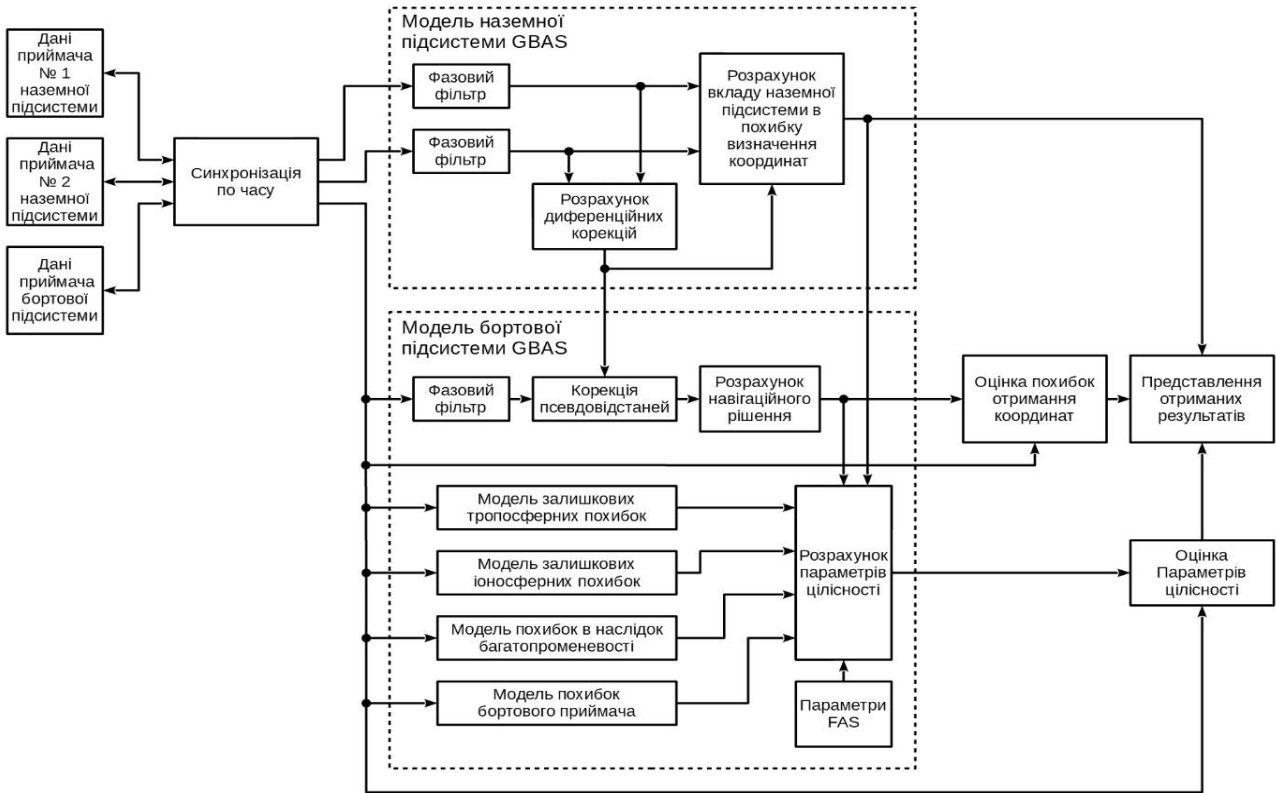 Модель наземної
підсистеми GBAS
Дані
приймача
№ 1
наземної
підсистеми
Фазовий
фільтр
Розрахунок
вкладу наземної
підсистеми в
похибку
визначення
координат
Дані
приймача
№ 2
наземної
підсистеми
Синхронізація
по часу
Фазовий
фільтр
Розрахунок
диференційних
корекцій
Дані
приймача
бортової
підсистеми
Модель бортової
підсистеми GBAS
Фазовий
фільтр
Корекція
псевдовідстаней
Розрахунок
навігаційного
рішення
Оцінка похибок
отримання
координат
Представлення
отриманих
результатів
Модель залишкових
тропосферних похибок
Модель залишкових
іоносферних похибок
Розрахунок
параметрів
цілісності
Оцінка
Параметрів
цілісності
Модель похибок в наслідок
багатопроменевості
Модель похибок
бортового приймача
Параметри
FAS